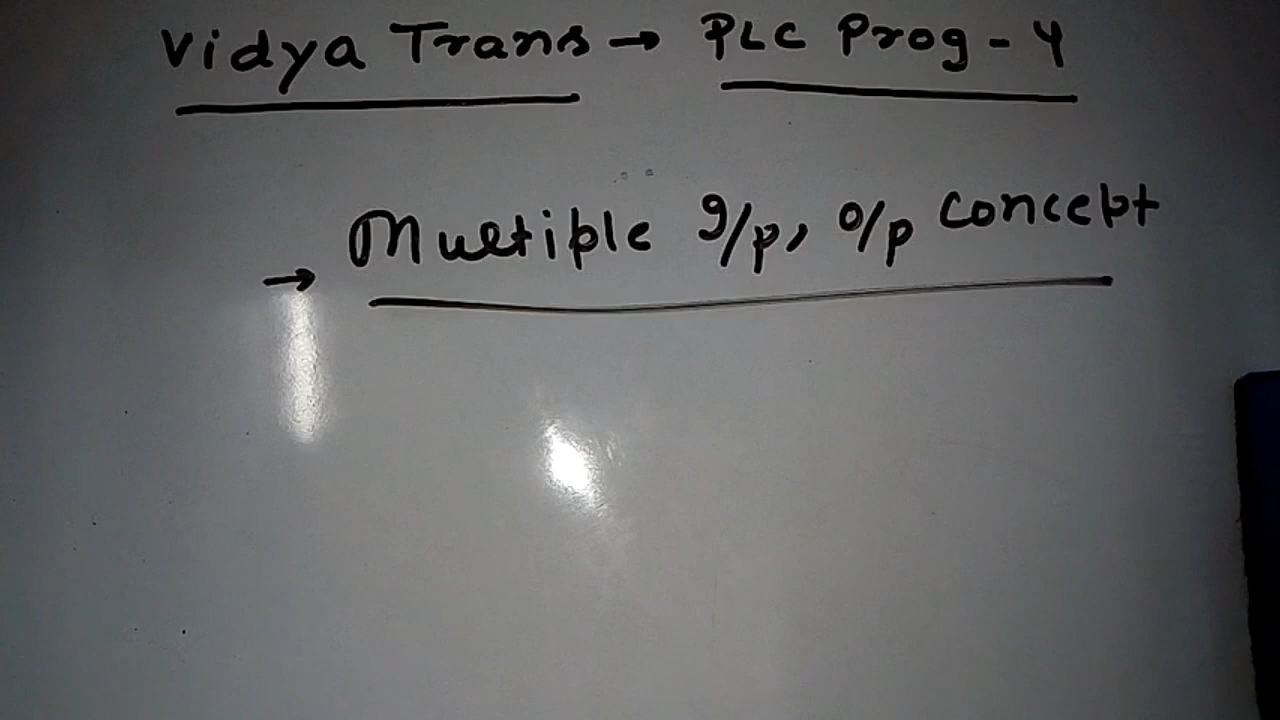 Vidya Trans → PLC Prog - 4
→ Multiple I/p, O/p Concept